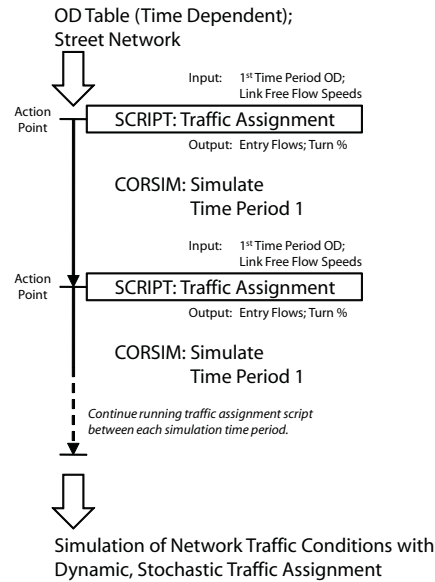 OD Table (Time Dependent);
Street Network
Input: 1st Time Period OD;
Link Free Flow Speeds
Action
Point
SCRIPT: Traffic Assignment
Output: Entry Flows; Turn %
CORSIM: Simulate
Time Period 1
Input: 1st Time Period OD;
Link Free Flow Speeds
Action
Point
SCRIPT: Traffic Assignment
Output: Entry Flows; Turn %
CORSIM: Simulate
Time Period 1
Continue running traffic assignment script
between each simulation time period.
Simulation of Network Traffic Conditions with
Dynamic, Stochastic Traffic Assignment